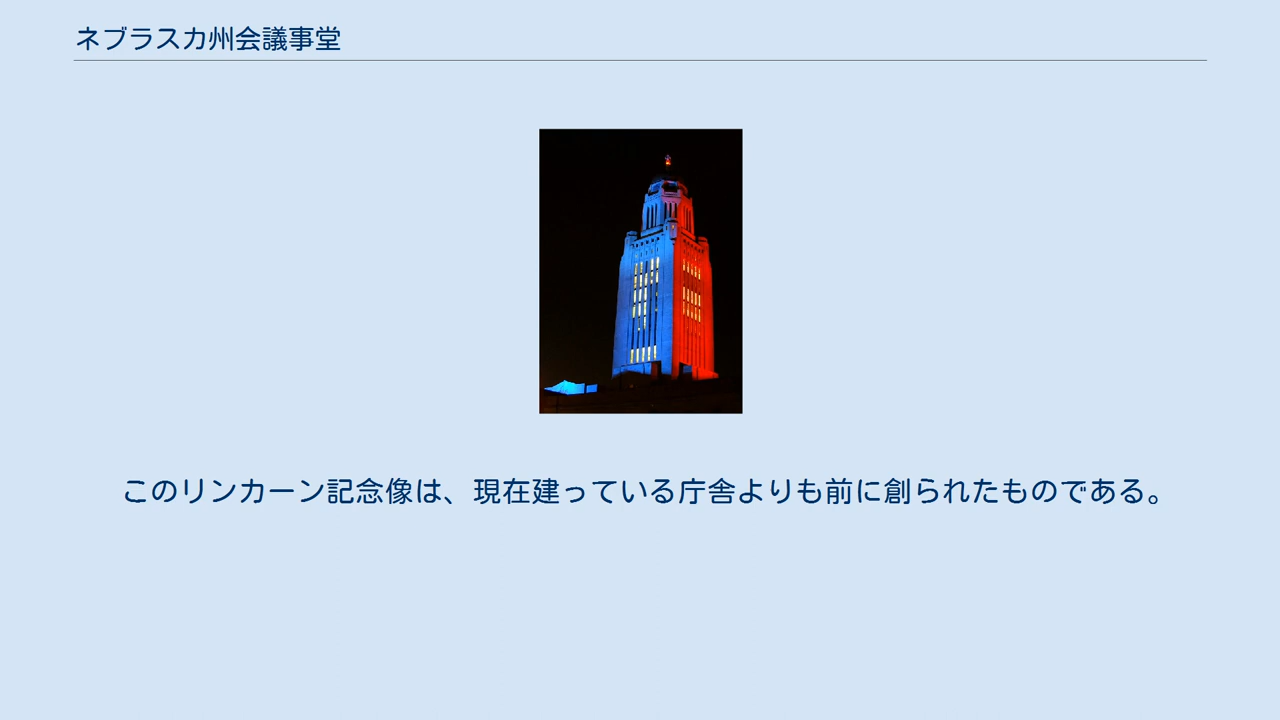 ネブラスカ州会議事堂
このリンカーン記念像は、現在建っている庁舎よりも前に創られたものである。